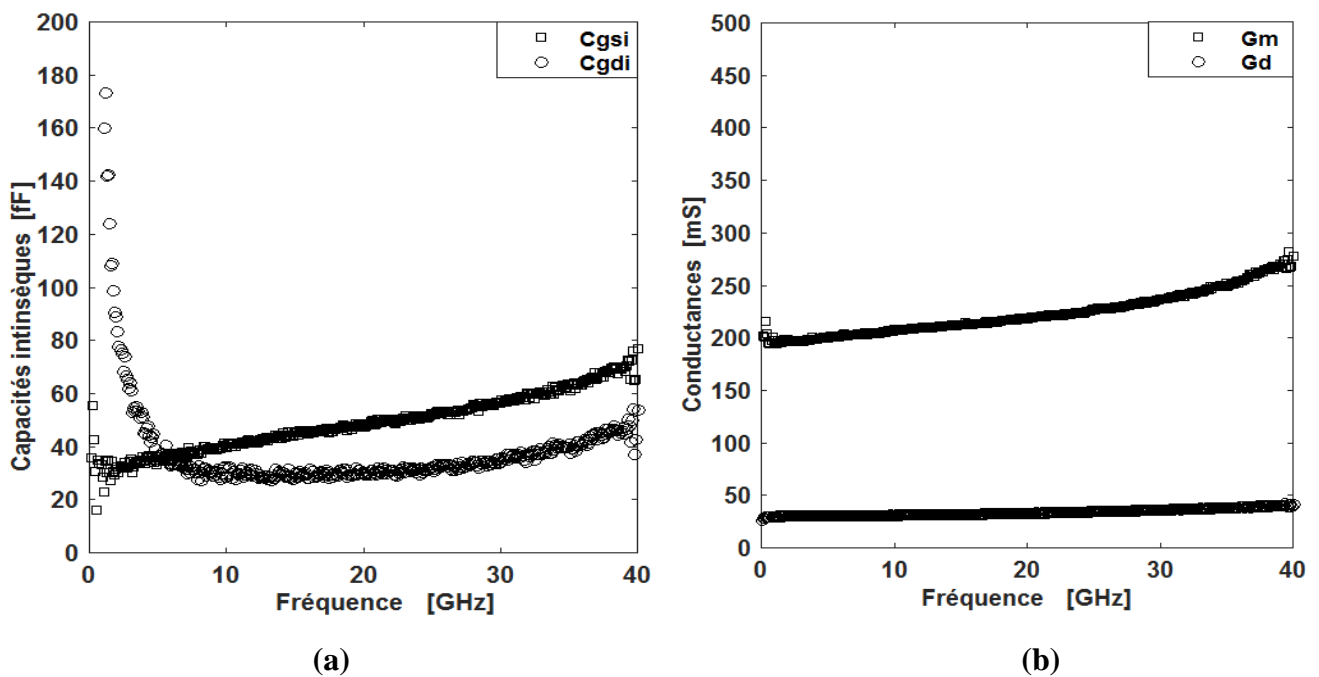 200
180
160
140
120
100
80
60
40
20
0
Capacités intinsèques [fF]
Cgsi
Cgdi
0 10 20 30 40
Fréquence [GHz]
(a)
500
450
400
350
300
250
200
150
100
50
0
Conductances [mS]
Gm
Gd
0 10 20 30 40
Fréquence [GHz]
(b)